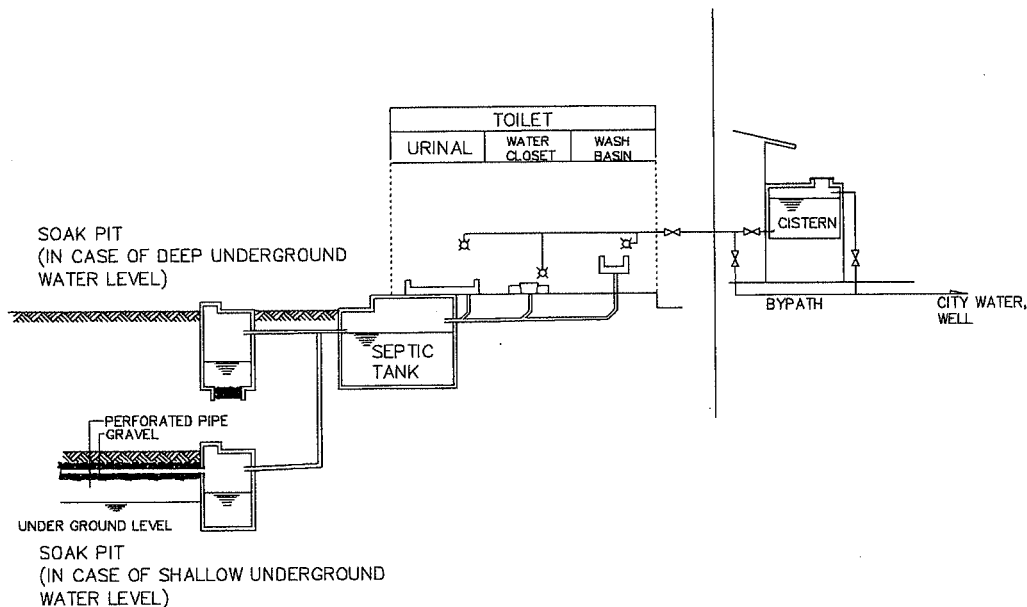 TOILET
URINAL
WATER
CLOSET
WASH
BASIN
CISTERN
SOAK PIT
(IN CASE OF DEEP UNDERGROUND
WATER LEVEL)
BYPATH
CITY WATER,
WELL
SEPTIC
TANK
PERFORATED PIPE
GRAVEL
UNDER GROUND LEVEL
SOAK PIT
(IN CASE OF SHALLOW UNDERGROUND
WATER LEVEL)